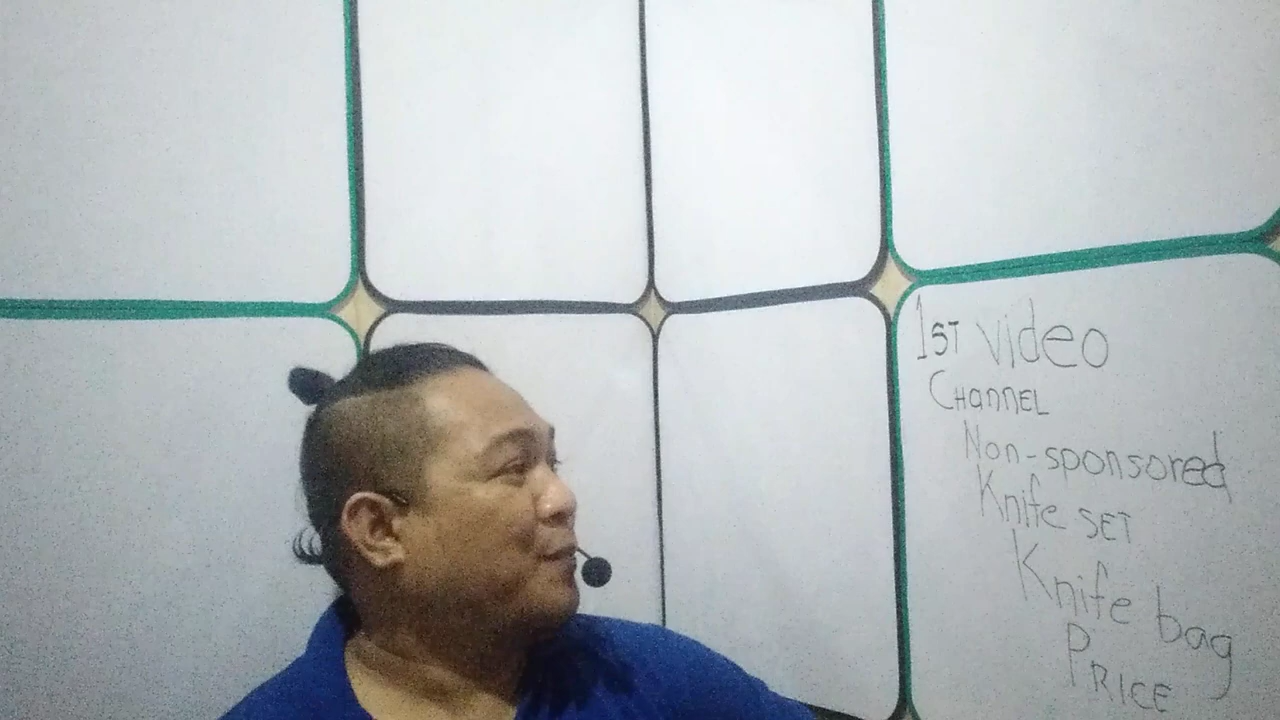 1ST video
CHANNEL
Non-sponsored
Knife SET
Knife bag
PRICE